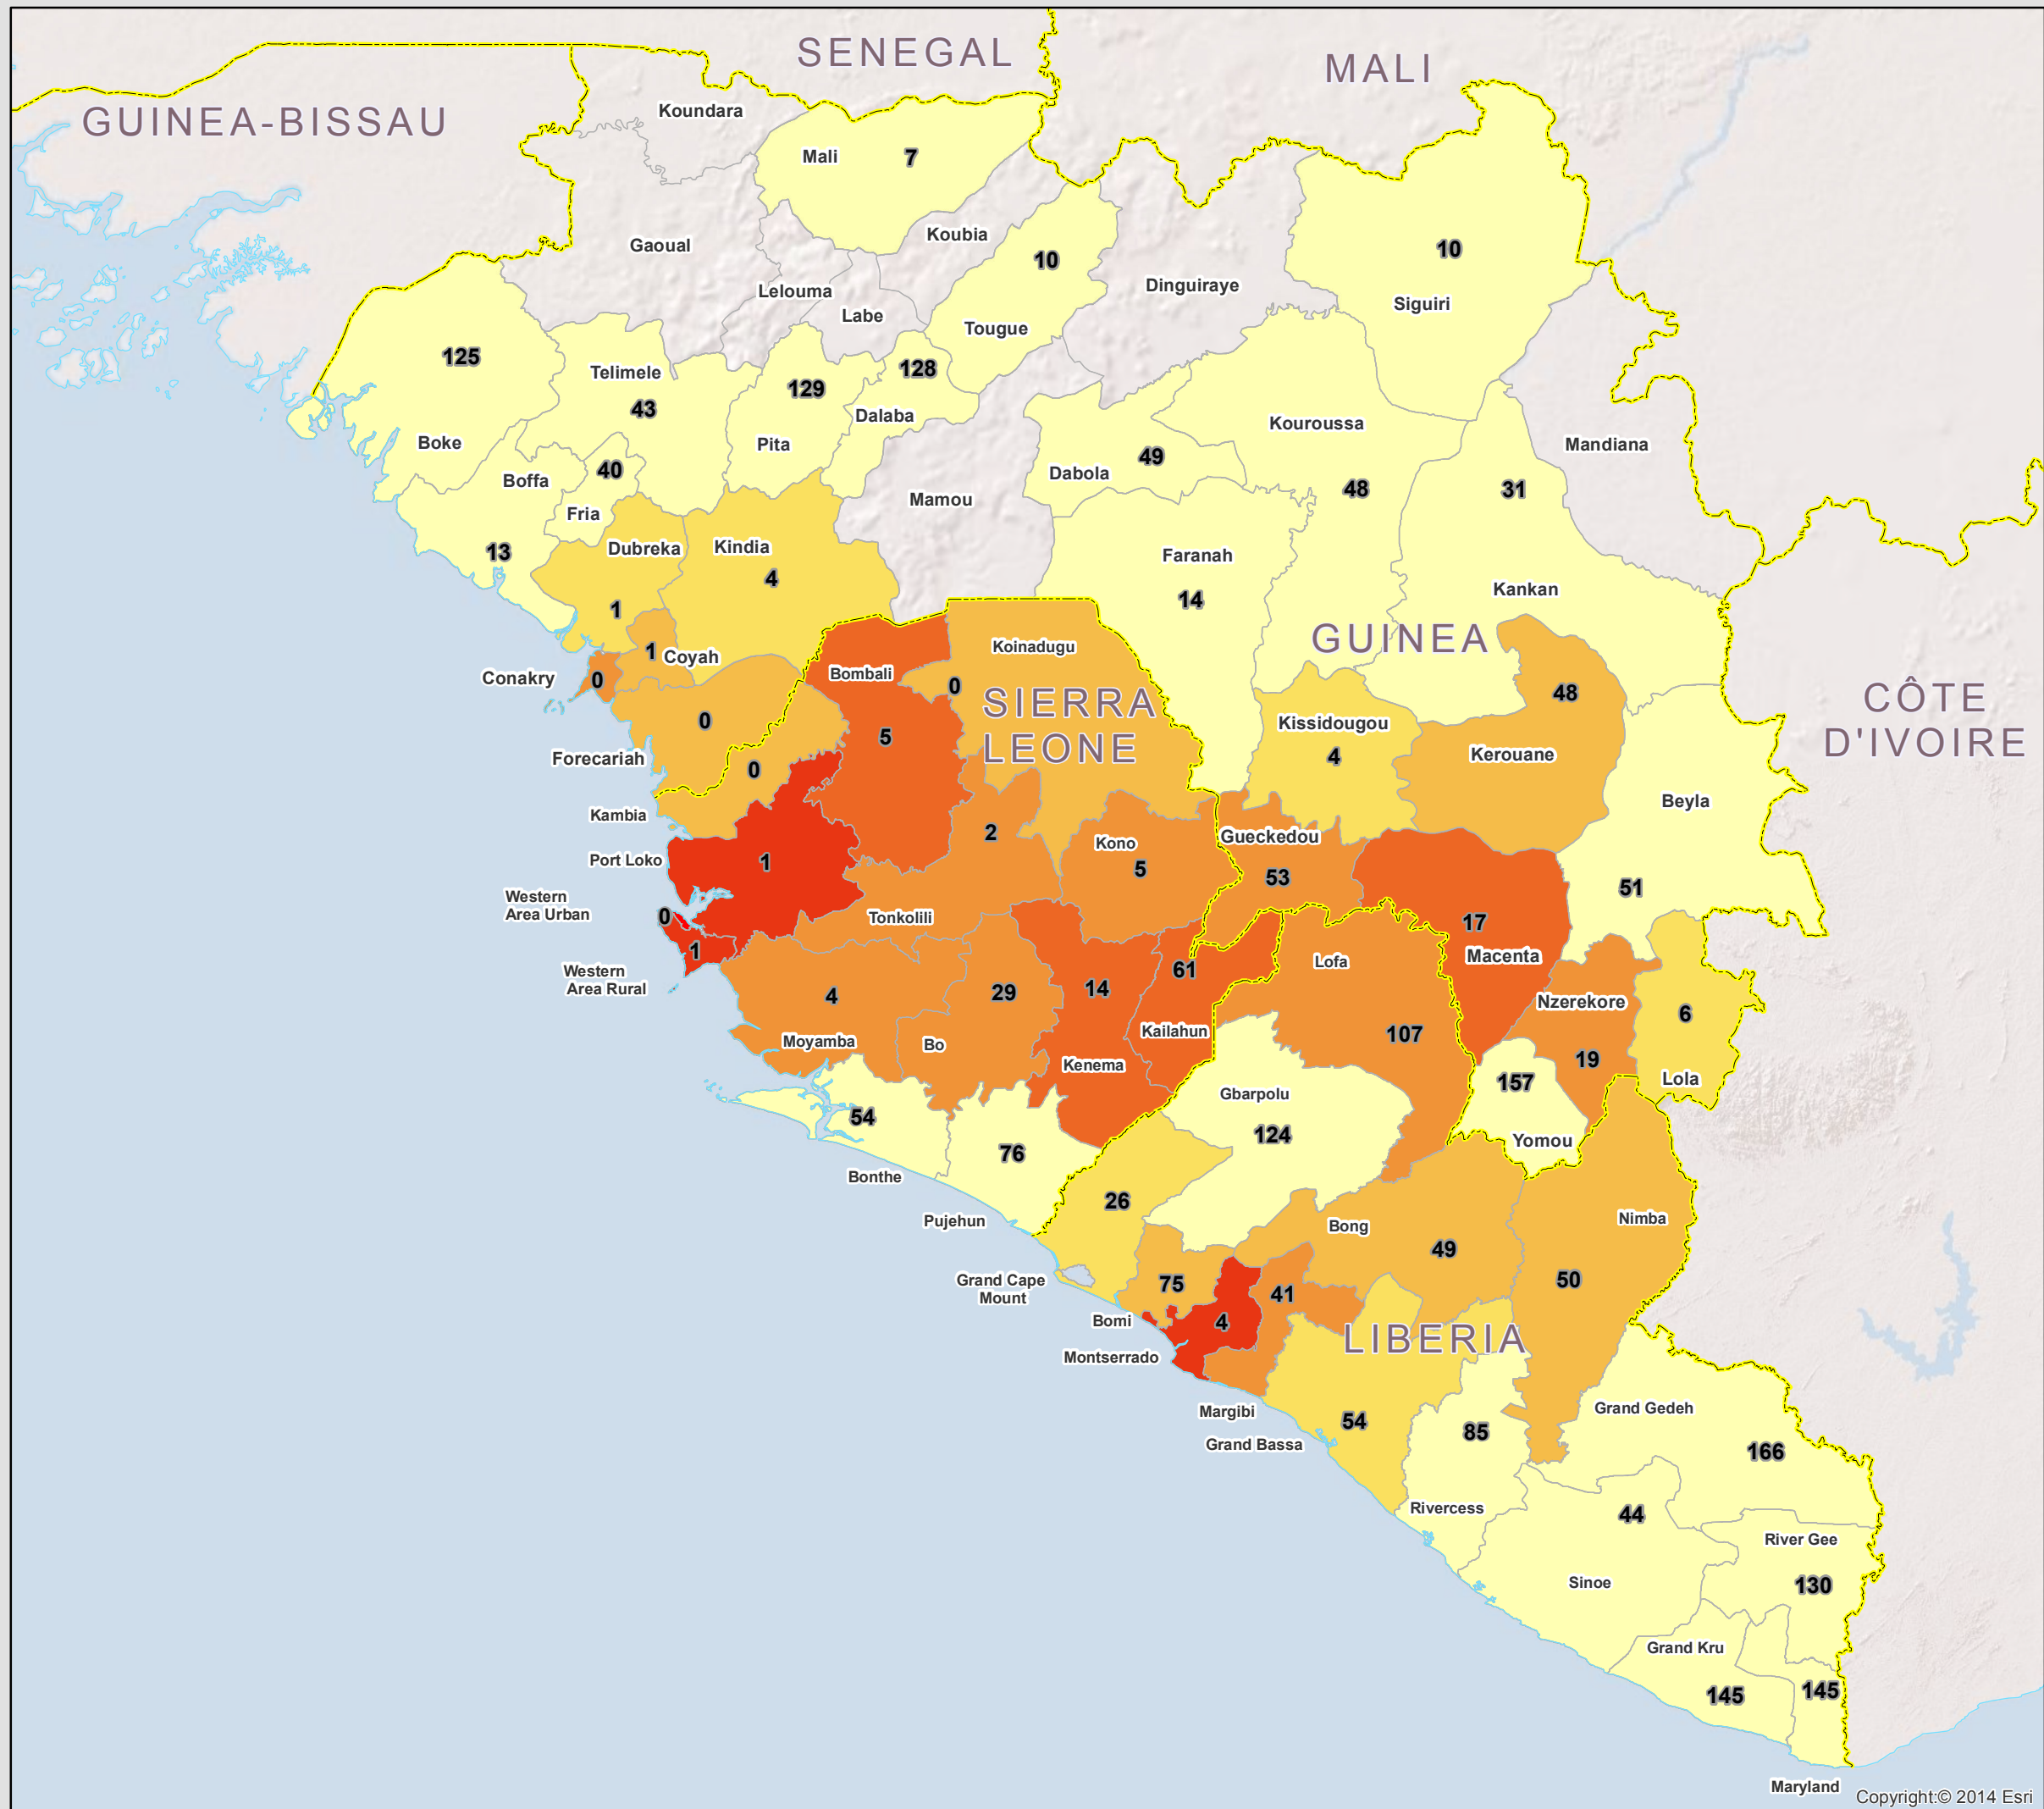 SENEGAL
MALI
GUINEA-BISSAU
Koundara
Mali
7
Koubia
Gaoual
10
10
Lelouma
Dinguiraye
Siguiri
Labe
Tougue
125
Telimele
128
129
43
Dalaba
Kouroussa
Boke
Pita
Mandiana
49
Dabola
40
Boffa
48
31
Mamou
Fria
13
Dubreka
Kindia
Faranah
4
Kankan
14
1
GUINEA
Koinadugu
1
Coyah
Conakry
0
Bombali
0
48
CÔTE
D'IVOIRE
SIERRA
LEONE
0
Kissidougou
5
Forecariah
4
Kerouane
0
Beyla
Kambia
2
Gueckedou
Kono
Port Loko
1
5
53
51
Western
Area Urban
0
Tonkolili
17
1
Macenta
Western
Area Rural
61
Lofa
4
29
14
Nzerekore
6
107
Moyamba
Bo
Kailahun
19
Kenema
157
Lola
Gbarpolu
54
124
Yomou
76
Bonthe
26
Pujehun
Bong
Nimba
49
Grand Cape
Mount
75
41
50
Bomi
4
LIBERIA
Montserrado
Margibi
54
Grand Gedeh
Grand Bassa
85
166
Rivercess
44
River Gee
Sinoe
130
Grand Kru
145
145
Maryland
Copyright:© 2014 Esri